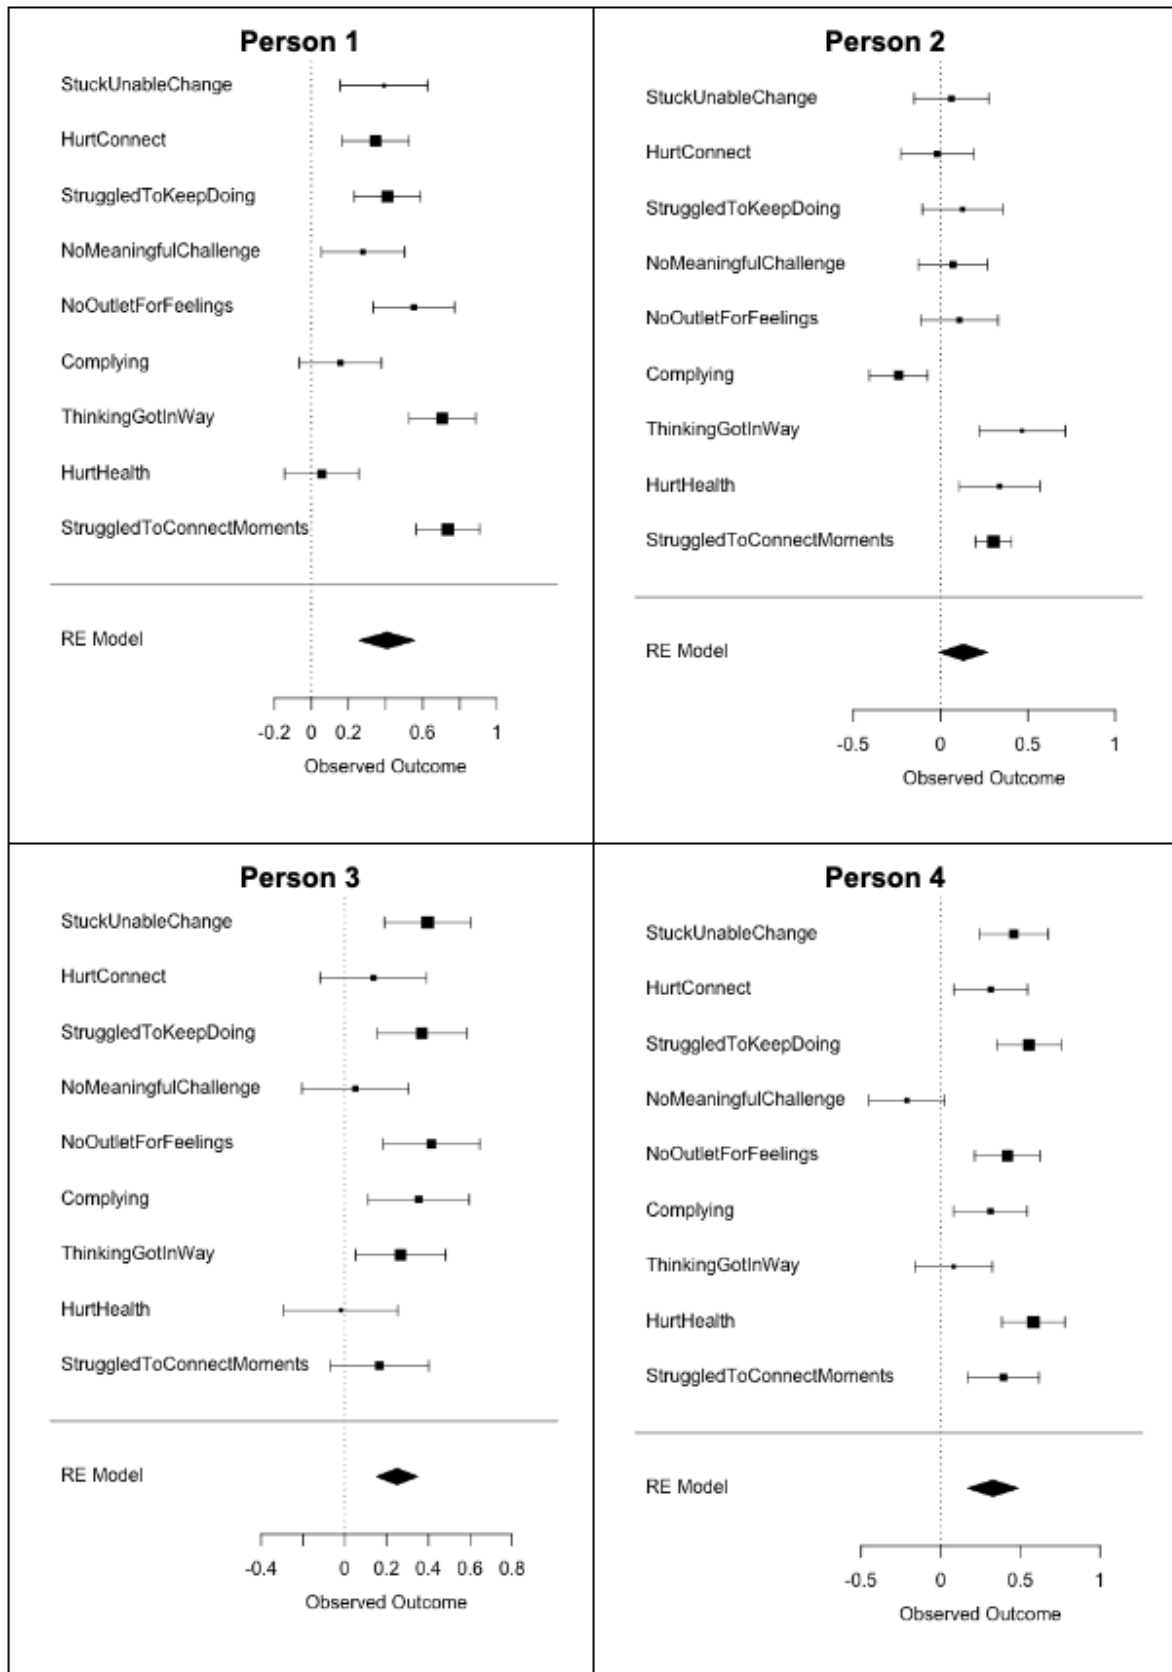 Person 1
StuckUnableChange
HurtConnect
StruggledToKeepDoing
NoMeaningfulChallenge
NoOutletForFeelings
Complying
ThinkingGotInWay
HurtHealth
StruggledToConnectMoments
RE Model
-0.2 0 0.2 0.6 1
Observed Outcome
Person 2
StuckUnableChange
HurtConnect
StruggledToKeepDoing
NoMeaningfulChallenge
NoOutletForFeelings
Complying
ThinkingGotInWay
HurtHealth
StruggledToConnectMoments
RE Model
-0.5 0 0.5 1
Observed Outcome
Person 3
StuckUnableChange
HurtConnect
StruggledToKeepDoing
NoMeaningfulChallenge
NoOutletForFeelings
Complying
ThinkingGotInWay
HurtHealth
StruggledToConnectMoments
RE Model
-0.4 0 0.2 0.4 0.6 0.8
Observed Outcome
Person 4
StuckUnableChange
HurtConnect
StruggledToKeepDoing
NoMeaningfulChallenge
NoOutletForFeelings
Complying
ThinkingGotInWay
HurtHealth
StruggledToConnectMoments
RE Model
-0.5 0 0.5 1
Observed Outcome